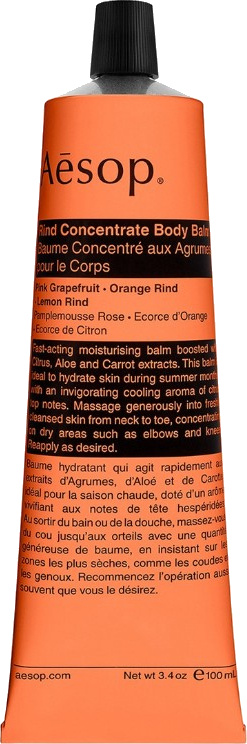 Aēsop.®
Rind Concentrate Body Balm
Baume Concentré aux Agrumes
pour le Corps
Pink Grapefruit • Orange Rind
• Lemon Rind
Pamplemousse Rose • Ecorce d'Orange
• Ecorce de Citron
Fast-acting moisturising balm boosted with
Citrus, Aloe and Carrot extracts. This balm is
ideal to hydrate skin during summer months
with an invigorating cooling aroma of citrus
top notes. Massage generously into freshly
cleansed skin from neck to toe, concentrating
on dry areas such as elbows and knees.
Reapply as desired.
Baume hydratant qui agit rapidement aux
extraits d'Agrumes, d'Aloé et de Carotte,
idéal pour la saison chaude, doté d'un arôme
vivifiant aux notes de tête hespéridées.
Au sortir du bain ou de la douche, massez-vous
du cou jusqu'aux orteils avec une quantité
généreuse de baume, en insistant sur les
zones les plus sèches, comme les coudes et
les genoux. Recommencez l'opération aussi
souvent que vous le désirez.
aesop.com Net wt 3.4oz ℮100 mL